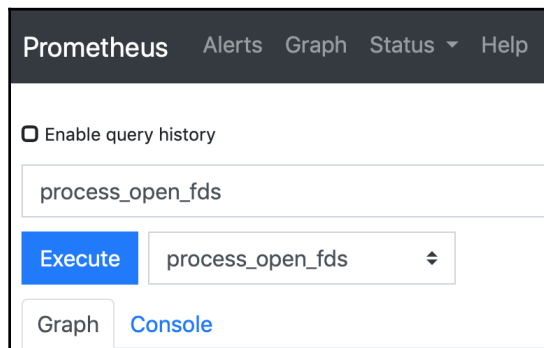 Prometheus Alerts Graph Status Help
Enable query history
process_open_fds
Execute process_open_fds
Graph Console